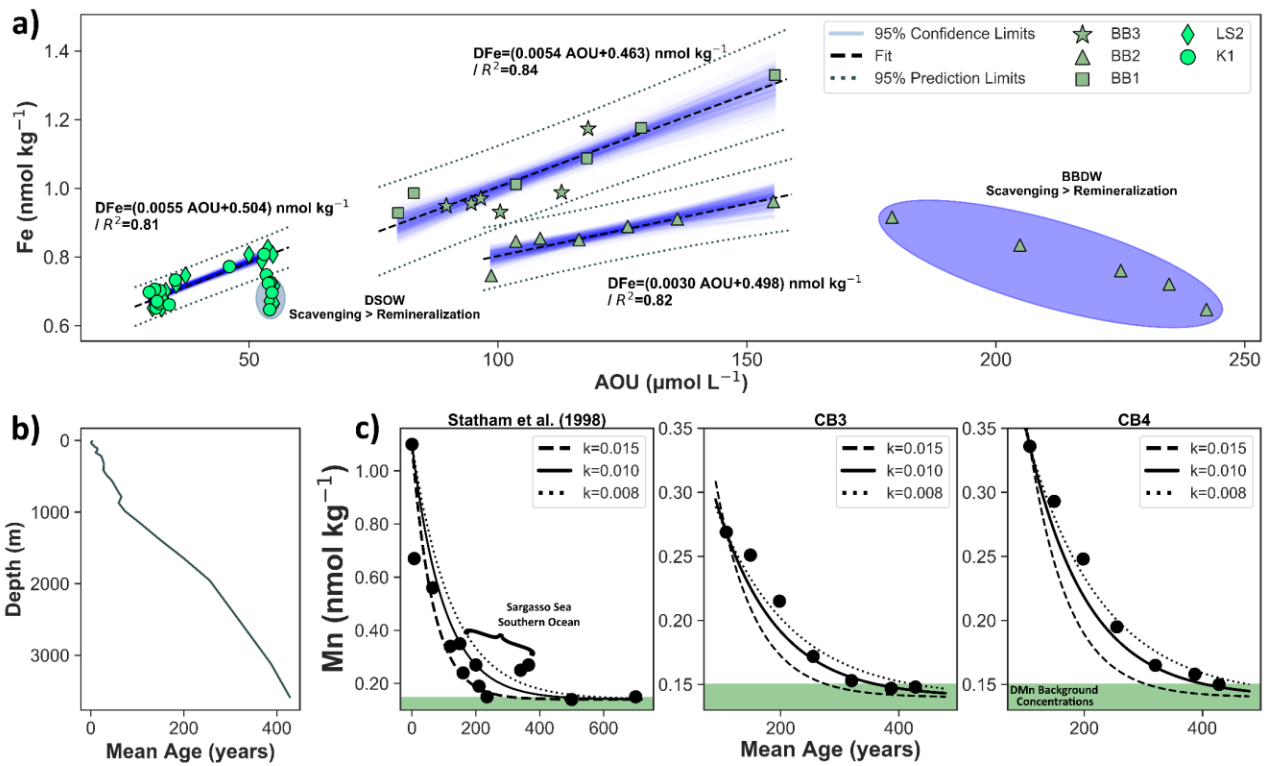 a)
Fe (nmol kg⁻¹)
1.4
1.2
1.0
0.8
0.6
DFe=(0.0054 AOU+0.463) nmol kg⁻¹
/ R²=0.84
95% Confidence Limits
Fit
95% Prediction Limits
BB3
BB2
BB1
LS2
K1
DFe=(0.0055 AOU+0.504) nmol kg⁻¹
/ R²=0.81
BBDW
Scavenging > Remineralization
DSOW
Scavenging > Remineralization
DFe=(0.0030 AOU+0.498) nmol kg⁻¹
/ R²=0.82
50
100
150
200
250
AOU (µmol L⁻¹)
b)
Depth (m)
0
1000
2000
3000
0
200
400
Mean Age (years)
c)
Mn (nmol kg⁻¹)
Statham et al. (1998)
1.00
0.80
0.60
0.40
0.20
k=0.015
k=0.010
k=0.008
Sargasso Sea
Southern Ocean
0
200
400
600
CB3
0.35
0.30
0.25
0.20
0.15
k=0.015
k=0.010
k=0.008
200
400
Mean Age (years)
CB4
0.35
0.30
0.25
0.20
0.15
k=0.015
k=0.010
k=0.008
DMn Background
Concentrations
200
400